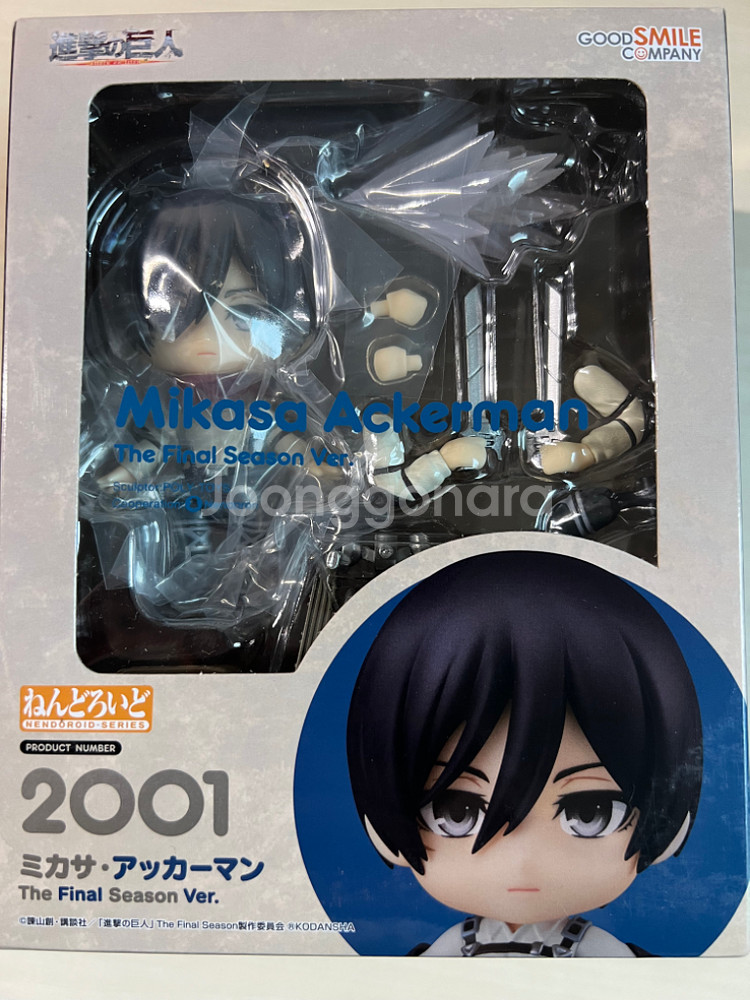 進撃の巨人
GOOD SMILE
COMPANY
Mikasa Ackerman
The Final Season Ver.
Sculptor
Cooperation
Joonggonara
ねんどろいど
NENDOROID-SERIES
PRODUCT NUMBER
2001
ミカサ・アッカーマン
The Final Season Ver.
©諫山創・講談社／「進撃の巨人」The Final Season製作委員会 ®KODANSHA